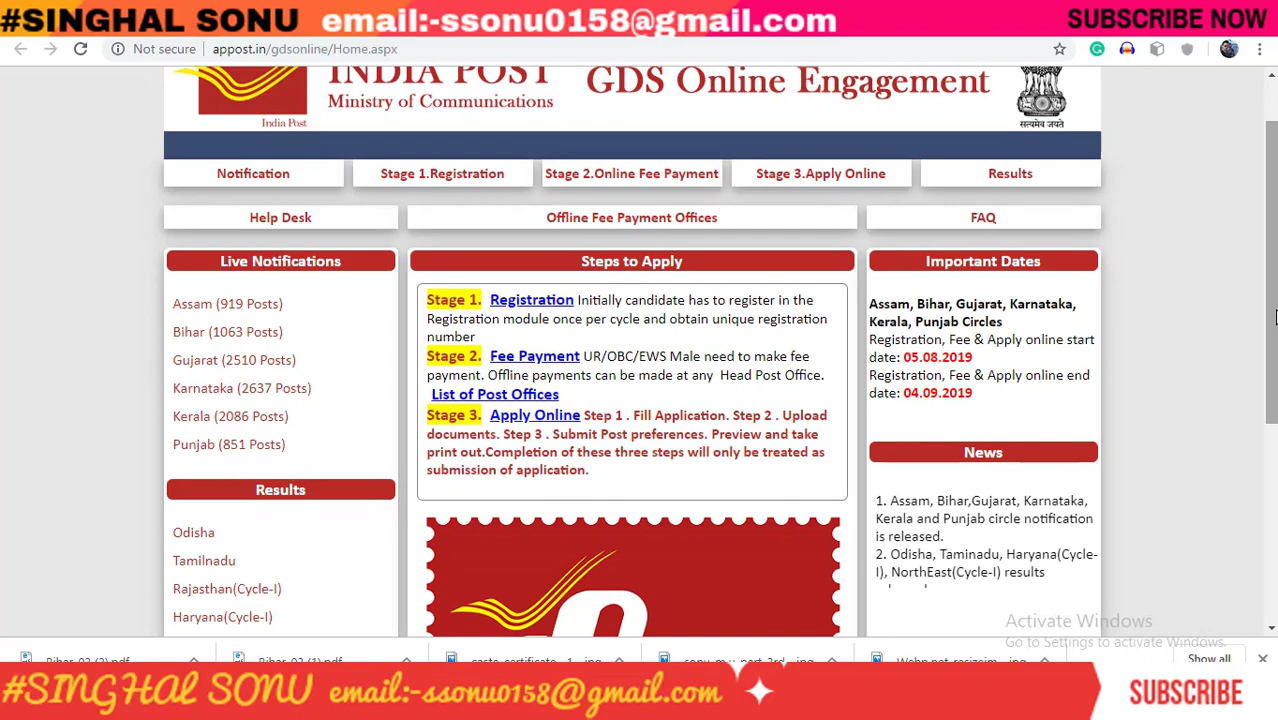 #SINGHAL SONU email:-ssonu0158@gmail.com SUBSCRIBE NOW
Not secure appost.in/gdsonline/Home.aspx
INDIA POST
Ministry of Communications
India Post
GDS Online Engagement
सत्यमेव जयते
Notification
Stage 1.Registration
Stage 2.Online Fee Payment
Stage 3.Apply Online
Results
Help Desk
Offline Fee Payment Offices
FAQ
Live Notifications
Assam (919 Posts)
Bihar (1063 Posts)
Gujarat (2510 Posts)
Karnataka (2637 Posts)
Kerala (2086 Posts)
Punjab (851 Posts)
Results
Odisha
Tamilnadu
Rajasthan(Cycle-I)
Haryana(Cycle-I)
Steps to Apply
Stage 1. Registration Initially candidate has to register in the
Registration module once per cycle and obtain unique registration
number
Stage 2. Fee Payment UR/OBC/EWS Male need to make fee
payment. Offline payments can be made at any Head Post Office.
List of Post Offices
Stage 3. Apply Online Step 1 . Fill Application. Step 2 . Upload
documents. Step 3 . Submit Post preferences. Preview and take
print out.Completion of these three steps will only be treated as
submission of application.
Important Dates
Assam, Bihar, Gujarat, Karnataka,
Kerala, Punjab Circles
Registration, Fee & Apply online start
date: 05.08.2019
Registration, Fee & Apply online end
date: 04.09.2019
News
1. Assam, Bihar,Gujarat, Karnataka,
Kerala and Punjab circle notification
is released.
2. Odisha, Taminadu, Haryana(Cycle-
I), NorthEast(Cycle-I) results
Activate Windows
Go to Settings to activate Windows.
Show all
#SINGHAL SONU email:-ssonu0158@gmail.com SUBSCRIBE